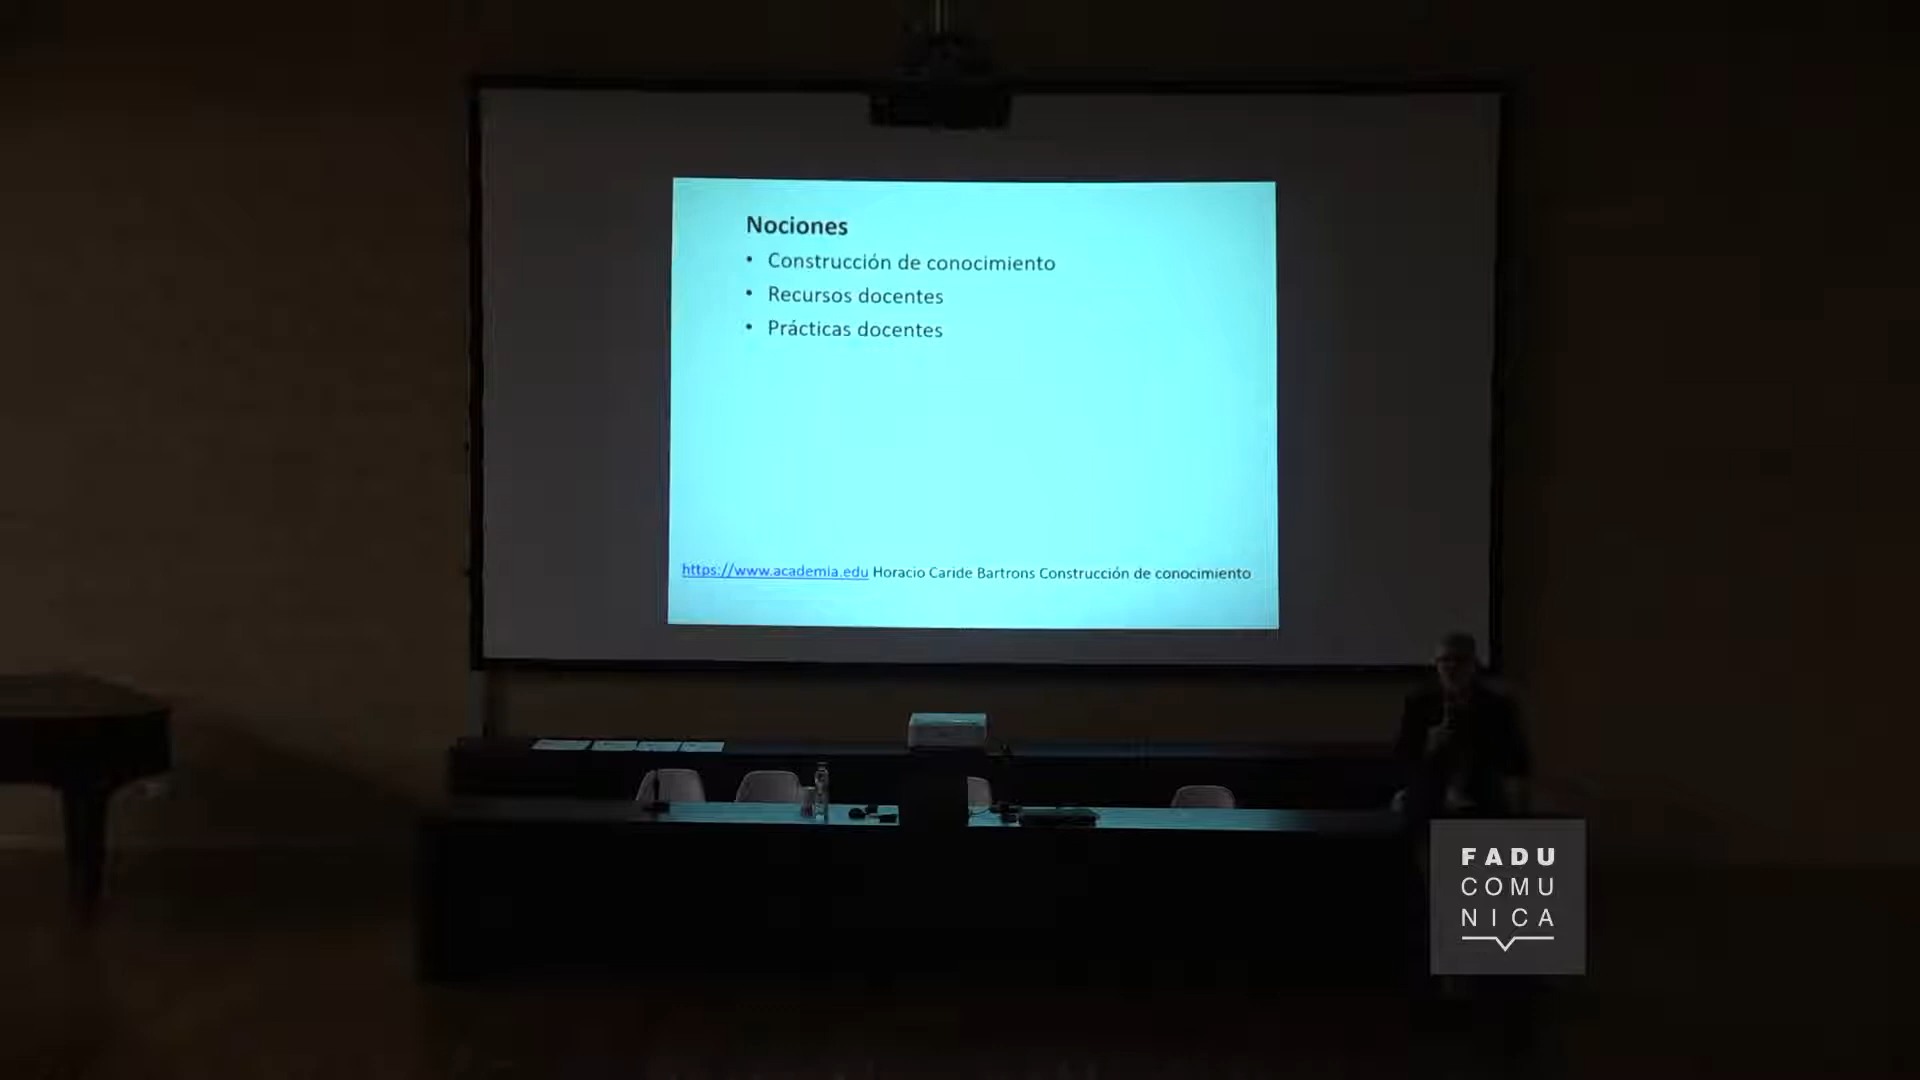 Nociones
• Construcción de conocimiento
• Recursos docentes
• Prácticas docentes
https://www.academia.edu Horacio Caride Bartrons Construcción de conocimiento
FADU
COMU
NICA